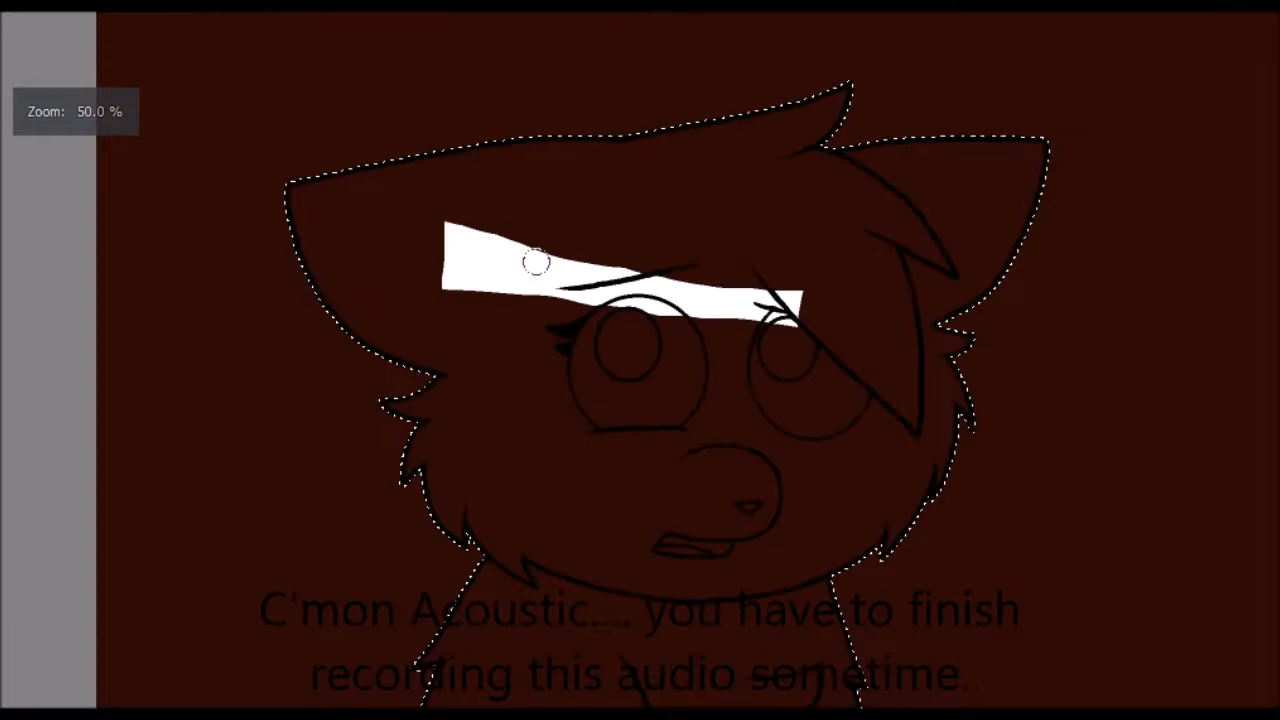 Zoom: 50.0 %
C'mon Acoustic.... you have to finish
recording this audio sometime.